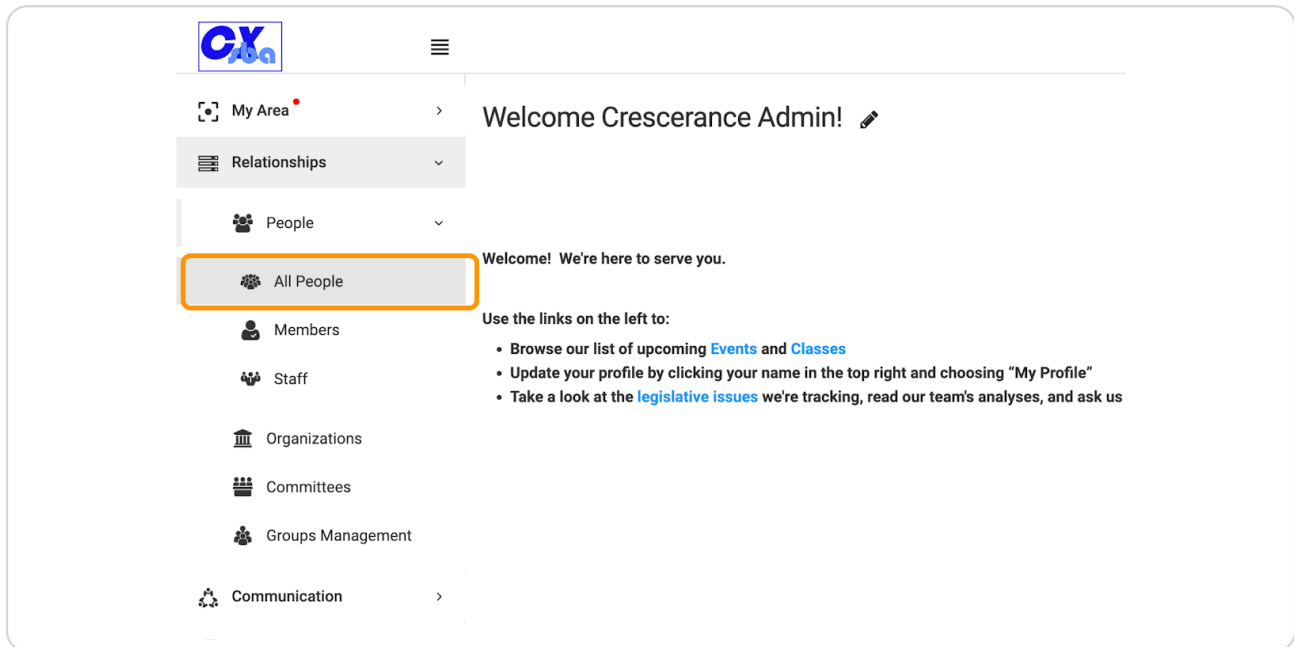 CX
sba
My Area
Relationships
People
All People
Members
Staff
Organizations
Committees
Groups Management
Communication
Welcome Crescerance Admin!
Welcome!  We're here to serve you.
Use the links on the left to:
• Browse our list of upcoming Events and Classes
• Update your profile by clicking your name in the top right and choosing “My Profile”
• Take a look at the legislative issues we're tracking, read our team's analyses, and ask us